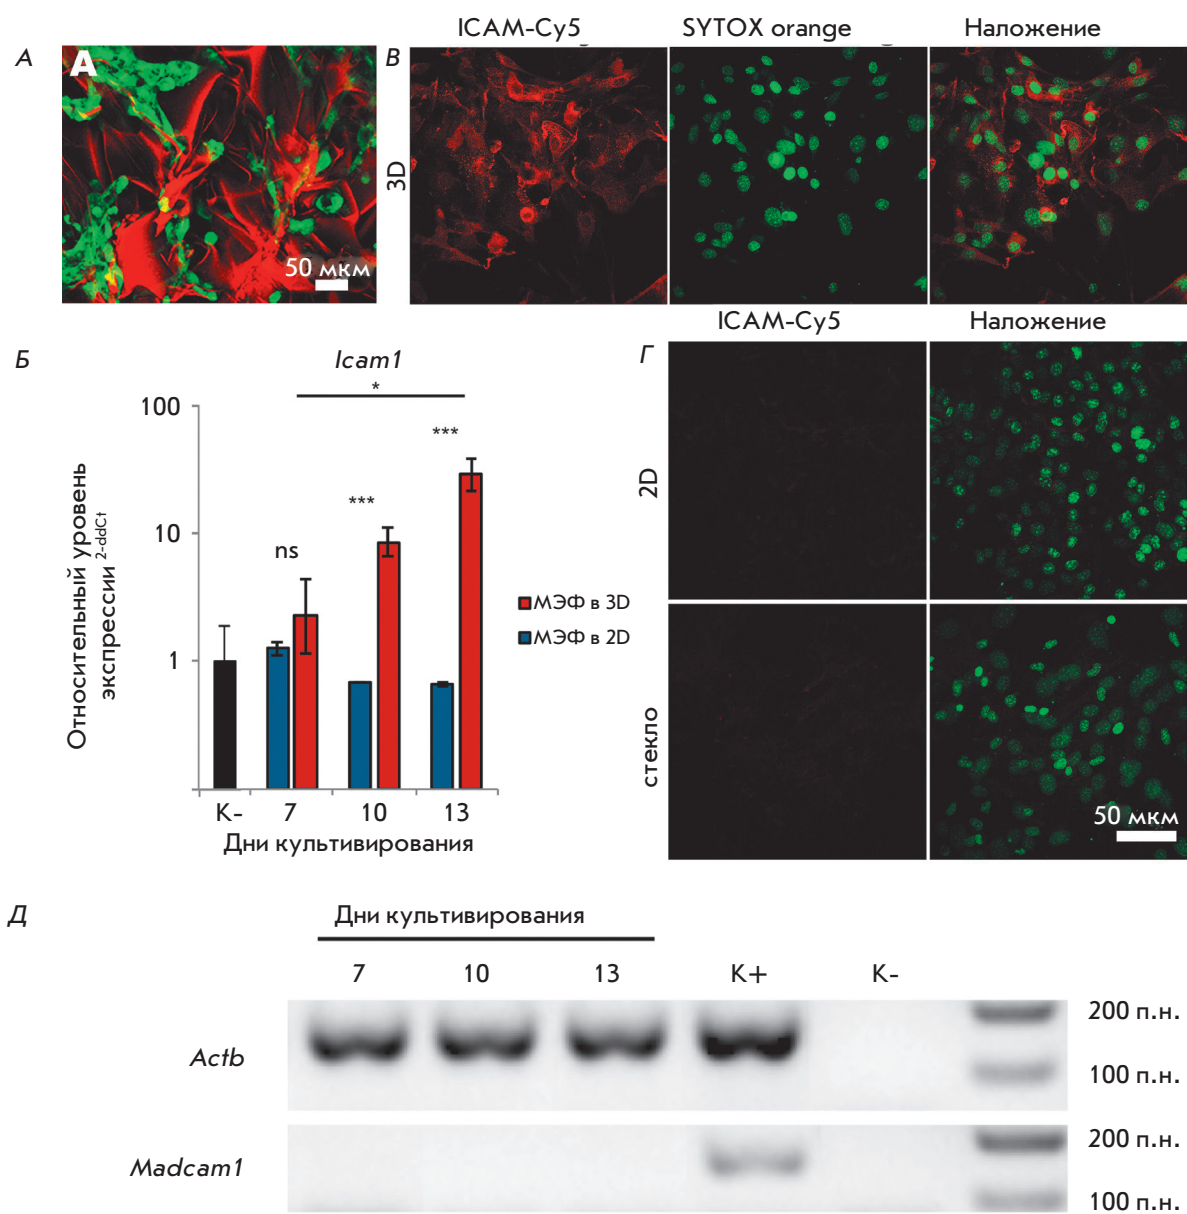 ICAM-Cy5 SYTOX orange Наложение
А В
A
3D
50 мкм
ICAM-Cy5 Наложение
Б Г
Icam1
*
100
***
2D
***
10
ns
Относительный уровень
экспрессии 2-ddCt
МЭФ в 3D
МЭФ в 2D
1
стекло
50 мкм
К- 7 10 13
Дни культивирования
Д Дни культивирования
7 10 13 К+ К-
200 п.н.
Actb
100 п.н.
200 п.н.
Madcam1
100 п.н.